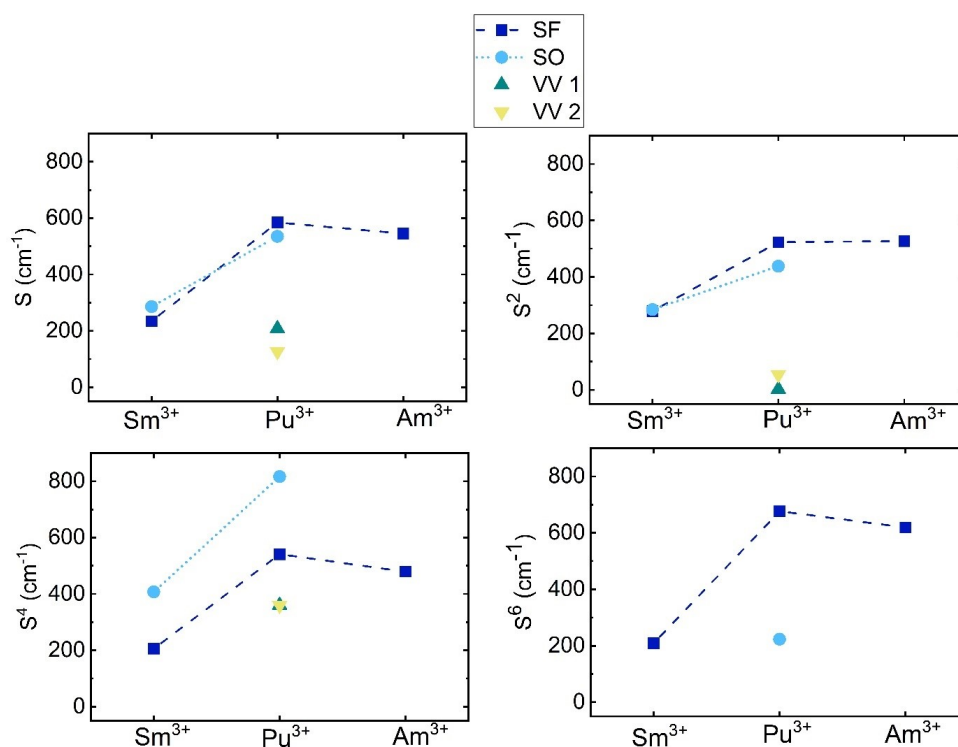 SF
SO
VV 1
VV 2
S (cm⁻¹)
800
600
400
200
0
Sm³⁺ Pu³⁺ Am³⁺
S² (cm⁻¹)
800
600
400
200
0
Sm³⁺ Pu³⁺ Am³⁺
S⁴ (cm⁻¹)
800
600
400
200
0
Sm³⁺ Pu³⁺ Am³⁺
S⁶ (cm⁻¹)
800
600
400
200
0
Sm³⁺ Pu³⁺ Am³⁺